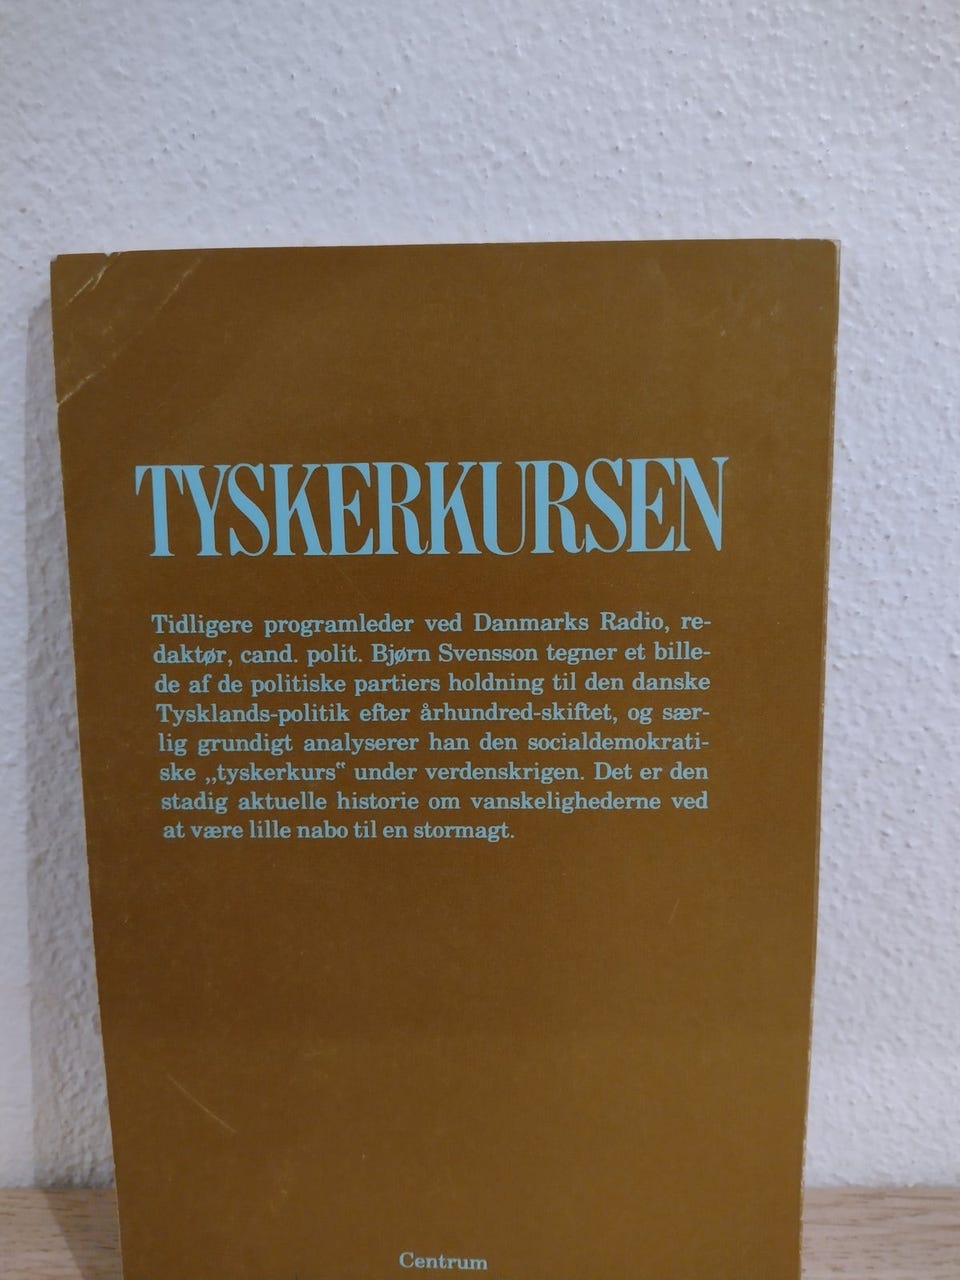 TYSKERKURSEN
Tidligere programleder ved Danmarks Radio, re-
daktør, cand. polit. Bjørn Svensson tegner et bille-
de af de politiske partiers holdning til den danske
Tysklands-politik efter århundred-skiftet, og sær-
lig grundigt analyserer han den socialdemokrati-
ske „tyskerkurs‟ under verdenskrigen. Det er den
stadig aktuelle historie om vanskelighederne ved
at være lille nabo til en stormagt.
Centrum